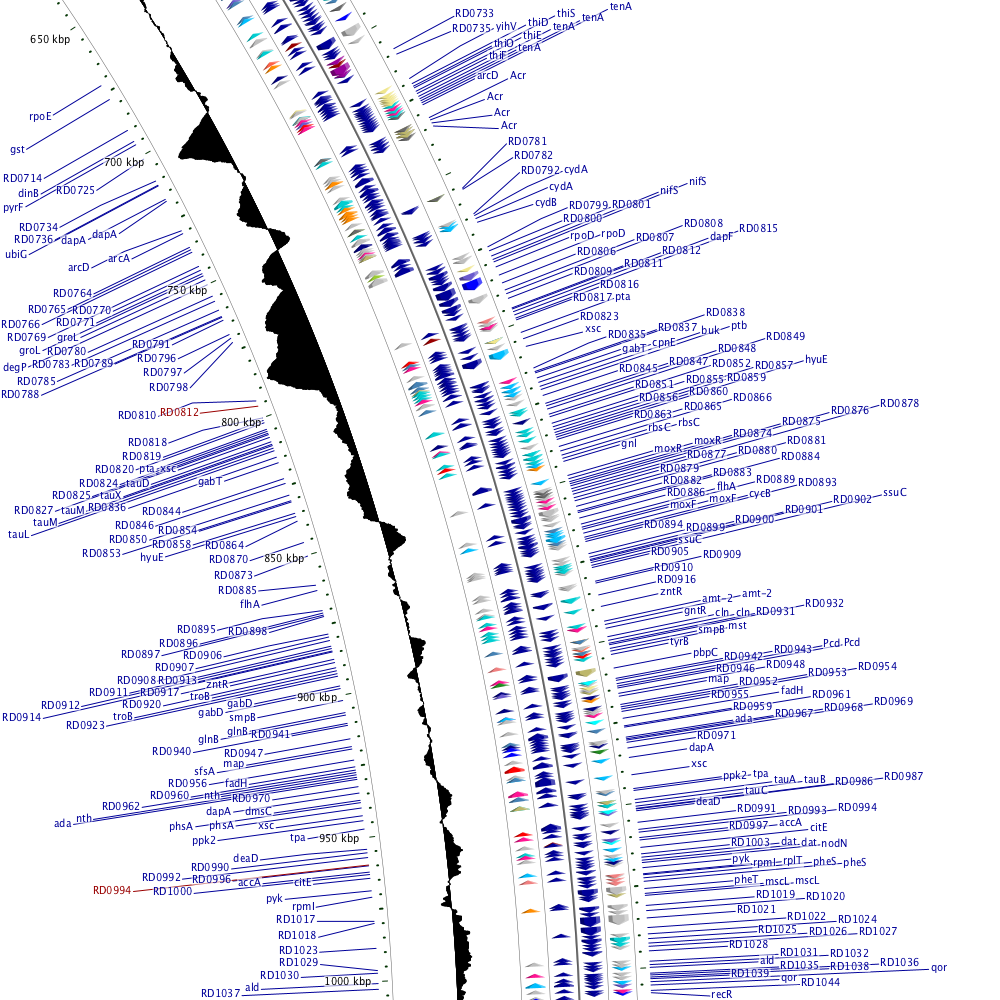 650 kbp
rpoE
gst
700 kbp
RD0714
dinB
RD0725
pyrF
RD0734
RD0736
dapA
dapA
ubiG
arcA
arcD
RD0764
750 kbp
RD0765
RD0770
RD0766
RD0771
RD0769
groL
groL
RD0780
RD0791
degP
RD0783
RD0789
RD0796
RD0785
RD0797
RD0788
RD0798
RD0810
RD0812
800 kbp
RD0818
RD0819
RD0820
pta
xsc
RD0824
tauD
gabT
RD0825
tauX
RD0827
tauM
RD0836
RD0844
tauM
RD0846
RD0854
tauL
RD0850
RD0858
RD0864
RD0853
hyuE
RD0870
850 kbp
RD0873
RD0885
flhA
RD0895
RD0898
RD0896
RD0897
RD0906
RD0907
RD0908
RD0913
zntR
RD0911
RD0917
troB
900 kbp
RD0912
RD0920
gabD
RD0914
troB
gabD
smpB
RD0923
glnB
RD0941
glnB
RD0940
RD0947
map
sfsA
RD0956
fadH
RD0960
nth
RD0970
RD0962
dapA
dmsC
nth
ada
phsA
phsA
xsc
tpa
950 kbp
ppk2
deaD
RD0990
RD0992
RD0996
accA
citE
RD0994
RD1000
pyk
rpmI
RD1017
RD1018
RD1023
RD1029
RD1030
ald
1000 kbp
RD1037
tenA
thiS
tenA
RD0733
thiD
RD0735
yihV
tenA
thiE
thiO
tenA
thiF
arcD
Acr
Acr
Acr
Acr
RD0781
RD0782
RD0792
cydA
cydA
nifS
nifS
cydB
RD0799
RD0801
RD0800
RD0808
RD0815
rpoD
rpoD
RD0807
dapF
RD0806
RD0812
RD0811
RD0809
RD0816
RD0817
pta
RD0823
RD0838
xsc
RD0837
ptb
RD0835
huk
RD0849
cpnE
gabT
RD0848
RD0847
RD0852
hyuE
RD0845
RD0857
RD0855
RD0859
RD0851
RD0856
RD0866
RD0865
RD0878
RD0863
RD0876
rbsC
rbsC
RD0875
gnl
moxR
RD0874
RD0881
moxR
RD0880
RD0877
RD0884
RD0879
RD0883
RD0882
RD0889
RD0893
flhA
RD0886
cycB
ssuC
moxF
RD0902
moxF
RD0901
RD0900
RD0894
RD0899
ssuC
RD0905
RD0909
RD0910
RD0916
zntR
amt-2
amt-2
RD0932
gntR
cln
cln
RD0931
mst
smpB
tyrB
Pcd
Pcd
pbpC
RD0943
RD0942
RD0948
RD0954
RD0946
RD0953
map
RD0952
fadH
RD0955
RD0961
RD0969
RD0959
RD0968
RD0967
ada
RD0971
dapA
xsc
ppk2
tpa
RD0987
tauA
tauB
RD0986
tauC
deaD
RD0991
RD0993
RD0994
RD0997
accA
citE
RD1003
dat
dat
nodN
pyk
rpmI
rplT
pheS
pheS
pheT
mscL
mscL
RD1019
RD1020
RD1021
RD1022
RD1024
RD1025
RD1026
RD1027
RD1028
RD1031
RD1032
ald
RD1035
RD1038
RD1036
qor
RD1039
qor
RD1044
recR